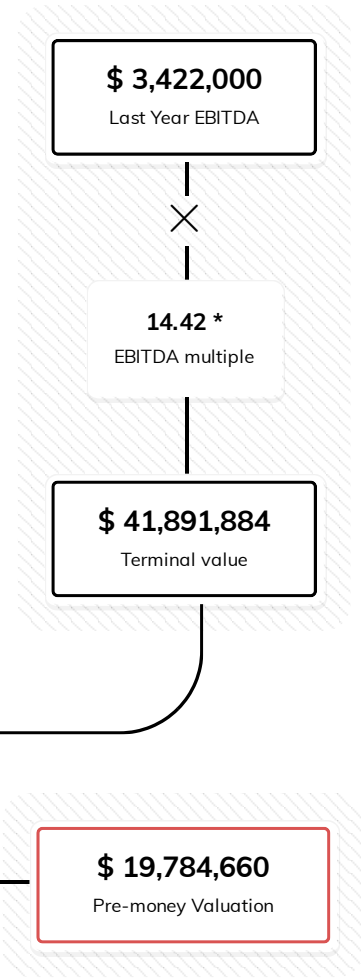 $ 3,422,000
Last Year EBITDA
14.42 *
EBITDA multiple
$ 41,891,884
Terminal value
$ 19,784,660
Pre-money Valuation